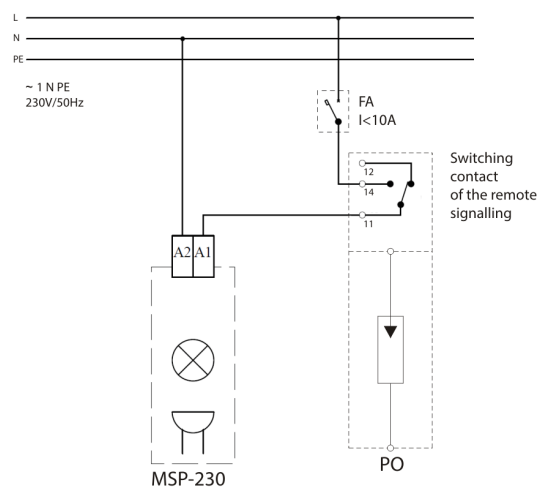 L
N
PE
~ 1 N PE
230V/50Hz
FA
I<10A
12
14
11
Switching
contact
of the remote
signalling
A2 A1
MSP-230
PO